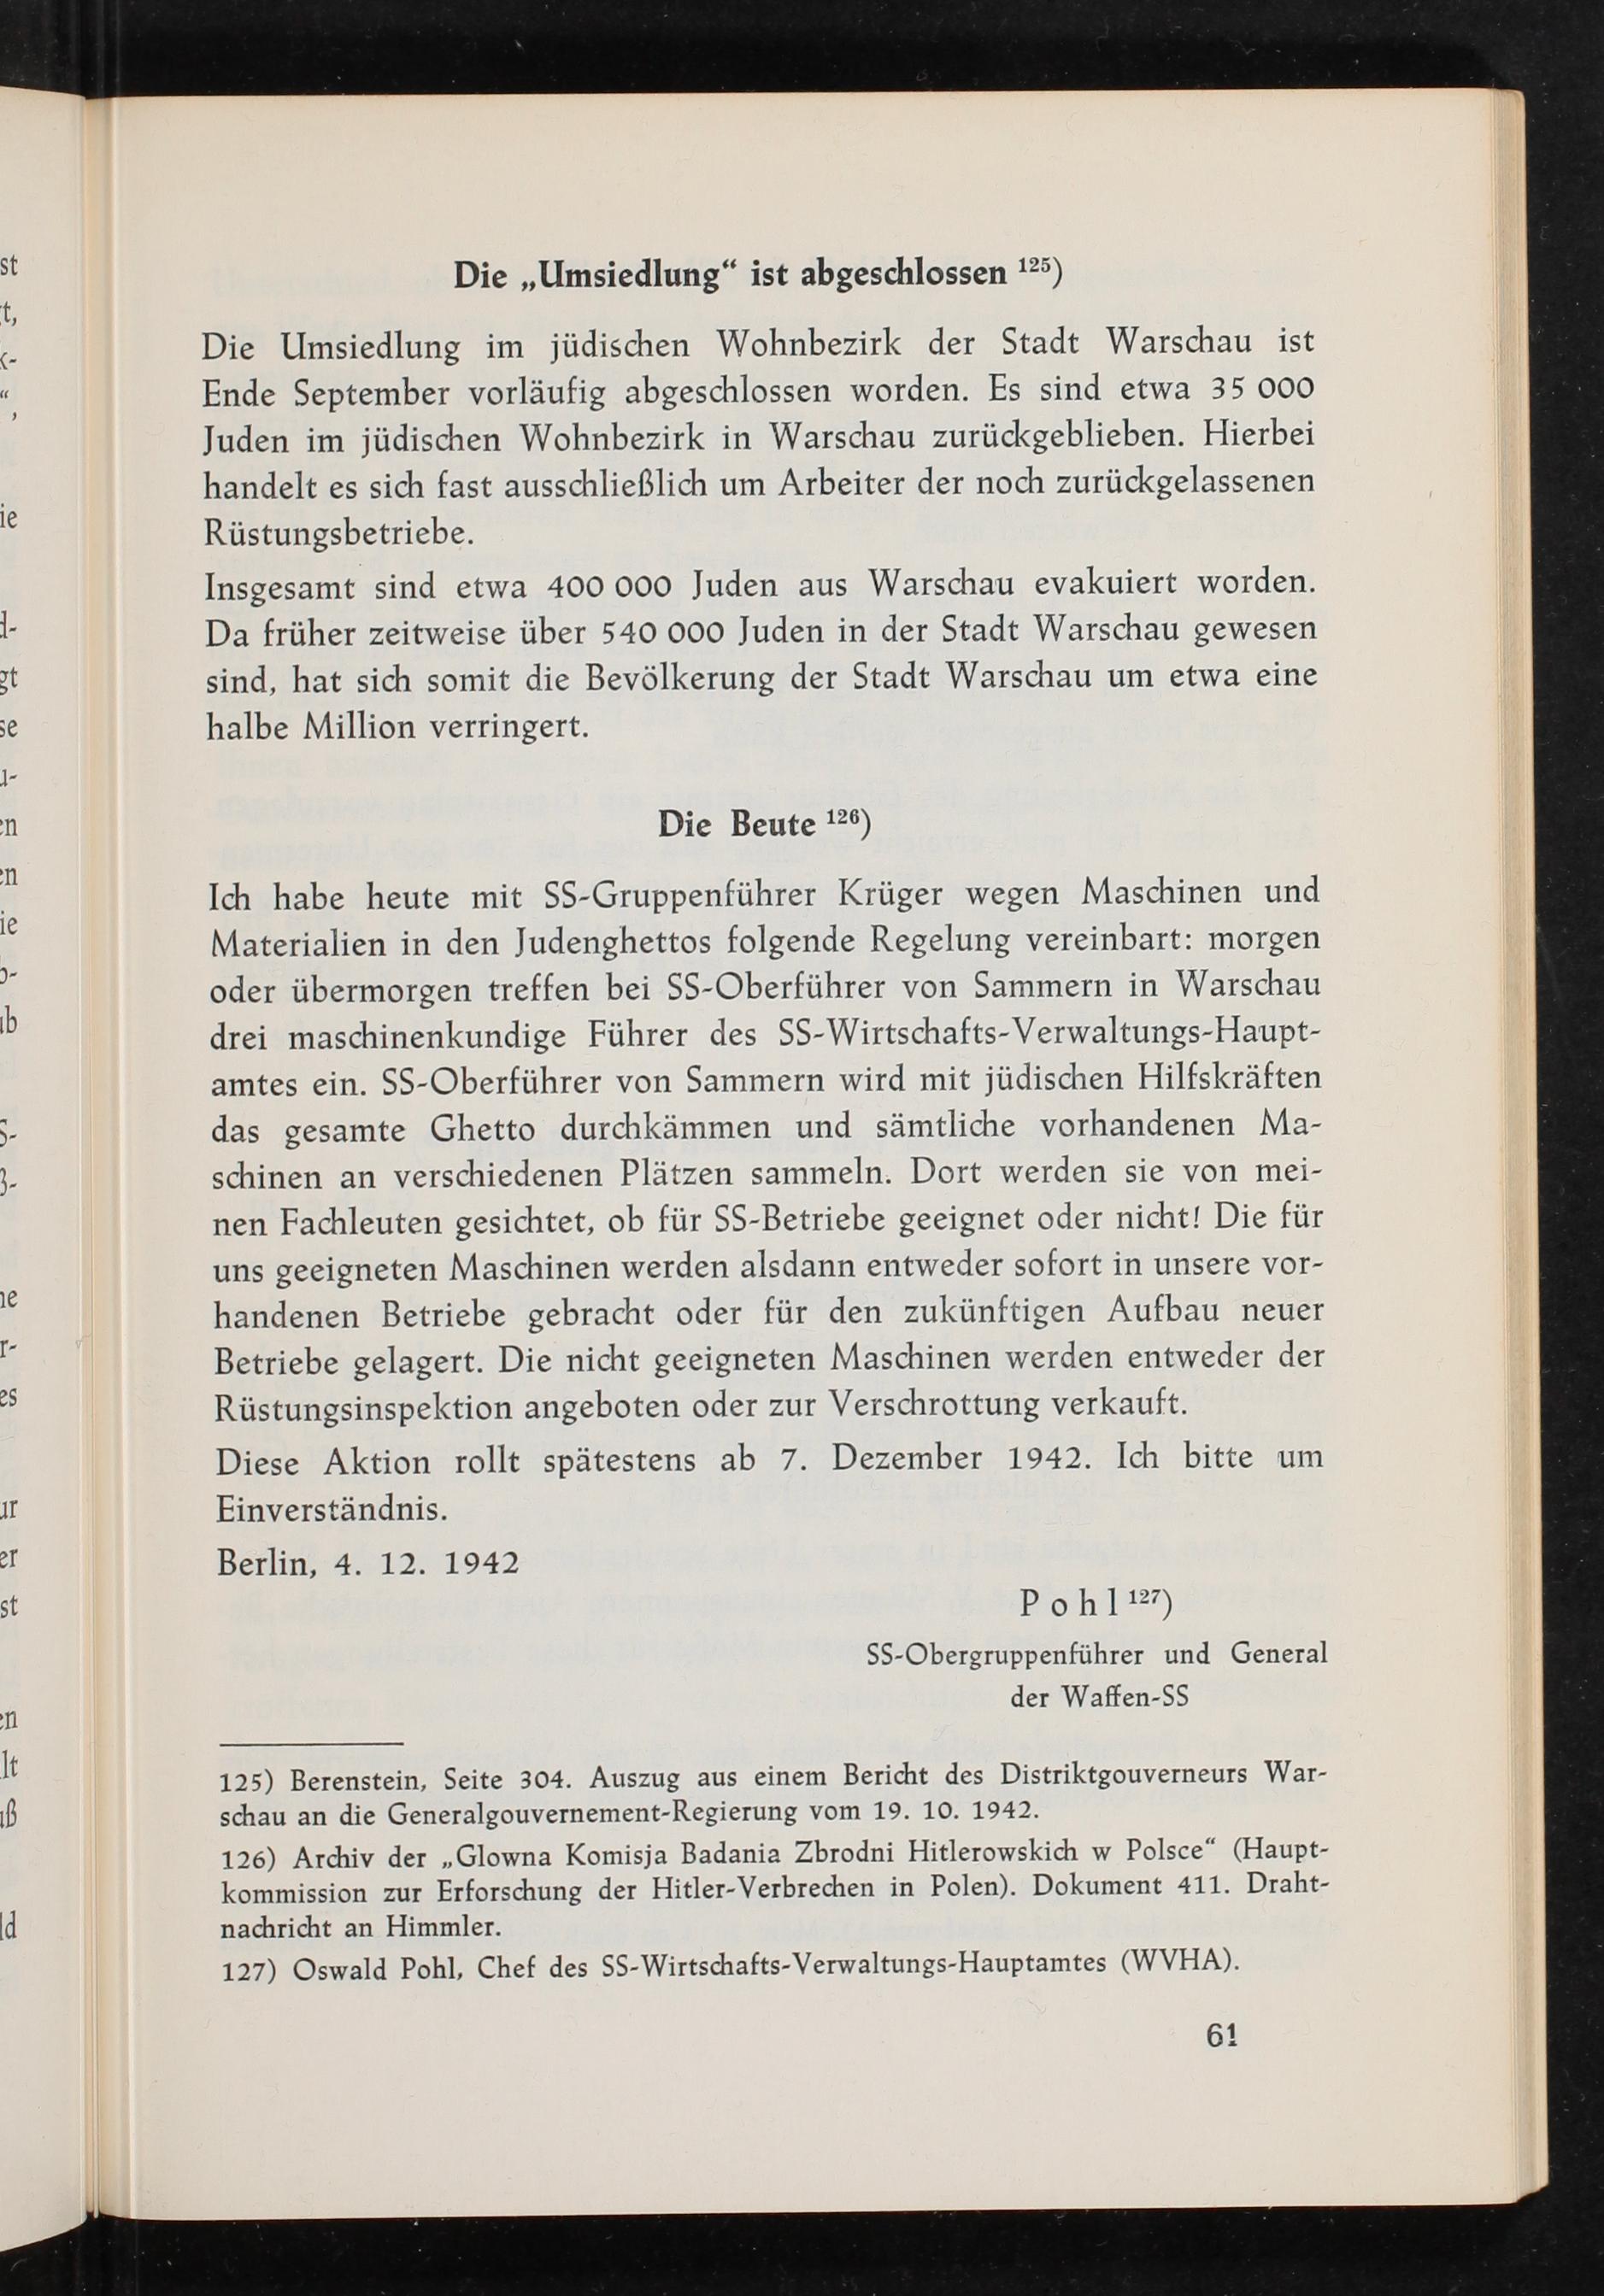 Die „Umsiedlung“ ist abgeschlossen 125)
Die Umsiedlung im jüdischen Wohnbezirk der Stadt Warschau ist
Ende September vorläufig abgeschlossen worden. Es sind etwa 35 000
Juden im jüdischen Wohnbezirk in Warschau zurückgeblieben. Hierbei
handelt es sich fast ausschließlich um Arbeiter der noch zurückgelassenen
Rüstungsbetriebe.
Insgesamt sind etwa 400 000 Juden aus Warschau evakuiert worden.
Da früher zeitweise über 540 000 Juden in der Stadt Warschau gewesen
sind, hat sich somit die Bevölkerung der Stadt Warschau um etwa eine
halbe Million verringert.
Die Beute 126)
Ich habe heute mit SS-Gruppenführer Krüger wegen Maschinen und
Materialien in den Judenghettos folgende Regelung vereinbart: morgen
oder übermorgen treffen bei SS-Oberführer von Sammern in Warschau
drei maschinenkundige Führer des SS-Wirtschafts-Verwaltungs-Haupt-
amtes ein. SS-Oberführer von Sammern wird mit jüdischen Hilfskräften
das gesamte Ghetto durchkämmen und sämtliche vorhandenen Ma-
schinen an verschiedenen Plätzen sammeln. Dort werden sie von mei-
nen Fachleuten gesichtet, ob für SS-Betriebe geeignet oder nicht! Die für
uns geeigneten Maschinen werden alsdann entweder sofort in unsere vor-
handenen Betriebe gebracht oder für den zukünftigen Aufbau neuer
Betriebe gelagert. Die nicht geeigneten Maschinen werden entweder der
Rüstungsinspektion angeboten oder zur Verschrottung verkauft.
Diese Aktion rollt spätestens ab 7. Dezember 1942. Ich bitte um
Einverständnis.
Berlin, 4. 12. 1942
Pohl 127)
SS-Obergruppenführer und General
der Waffen-SS
125) Berenstein, Seite 304. Auszug aus einem Bericht des Distriktgouverneurs War-
schau an die Generalgouvernement-Regierung vom 19. 10. 1942.
126) Archiv der „Glowna Komisja Badania Zbrodni Hitlerowskich w Polsce“ (Haupt-
kommission zur Erforschung der Hitler-Verbrechen in Polen). Dokument 411. Draht-
nachricht an Himmler.
127) Oswald Pohl, Chef des SS-Wirtschafts-Verwaltungs-Hauptamtes (WVHA).
61